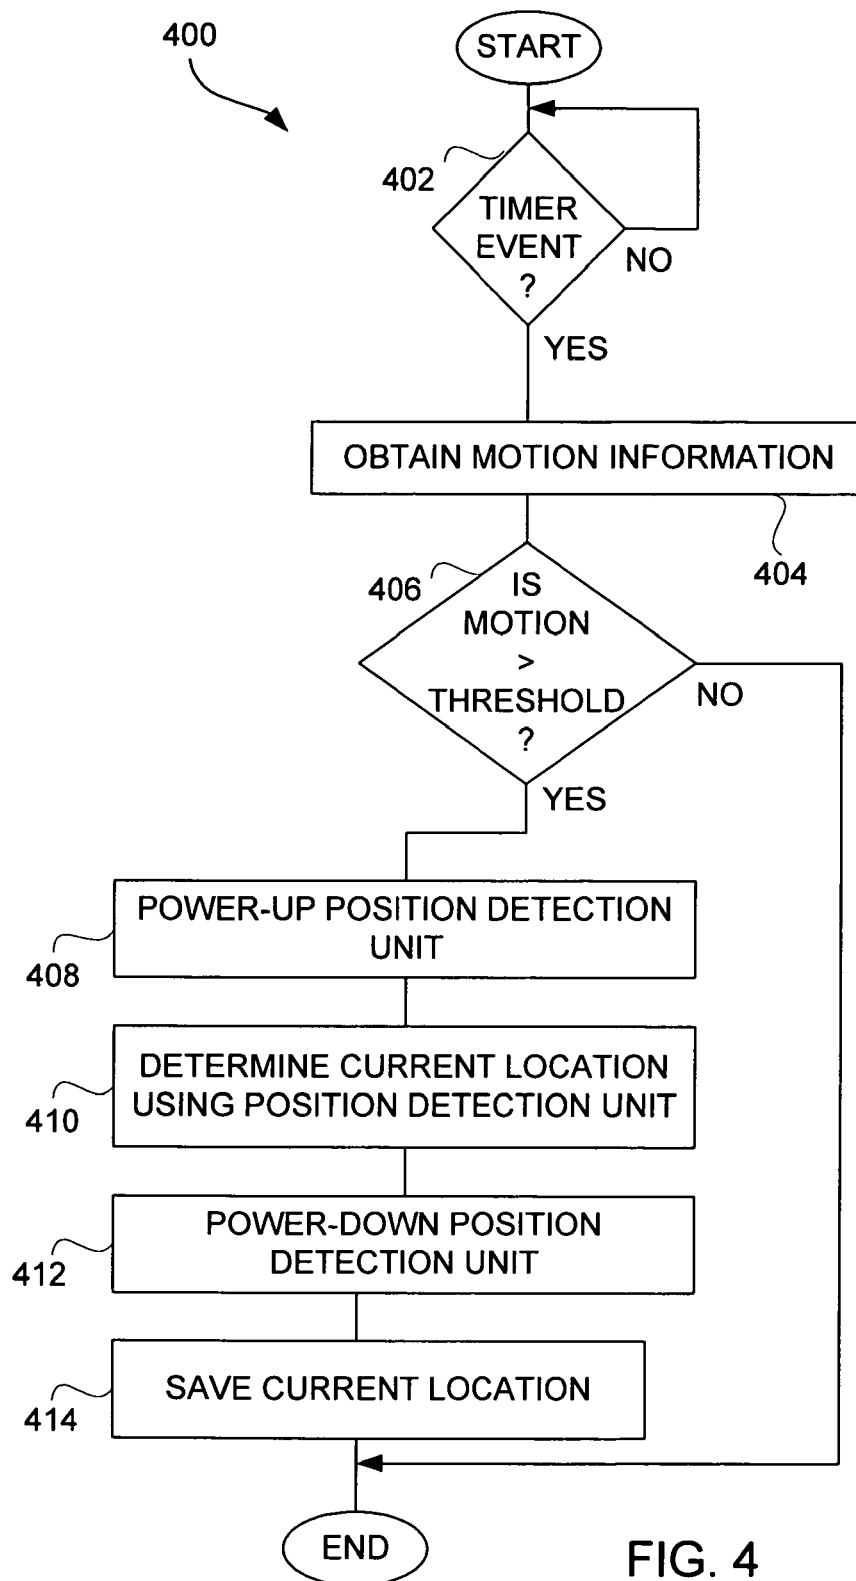 400
START
402
TIMER
EVENT
?
NO
YES
OBTAIN MOTION INFORMATION
404
406
IS
MOTION
>
THRESHOLD
?
NO
YES
POWER-UP POSITION DETECTION
UNIT
408
DETERMINE CURRENT LOCATION
USING POSITION DETECTION UNIT
410
POWER-DOWN POSITION
DETECTION UNIT
412
SAVE CURRENT LOCATION
414
END
FIG. 4